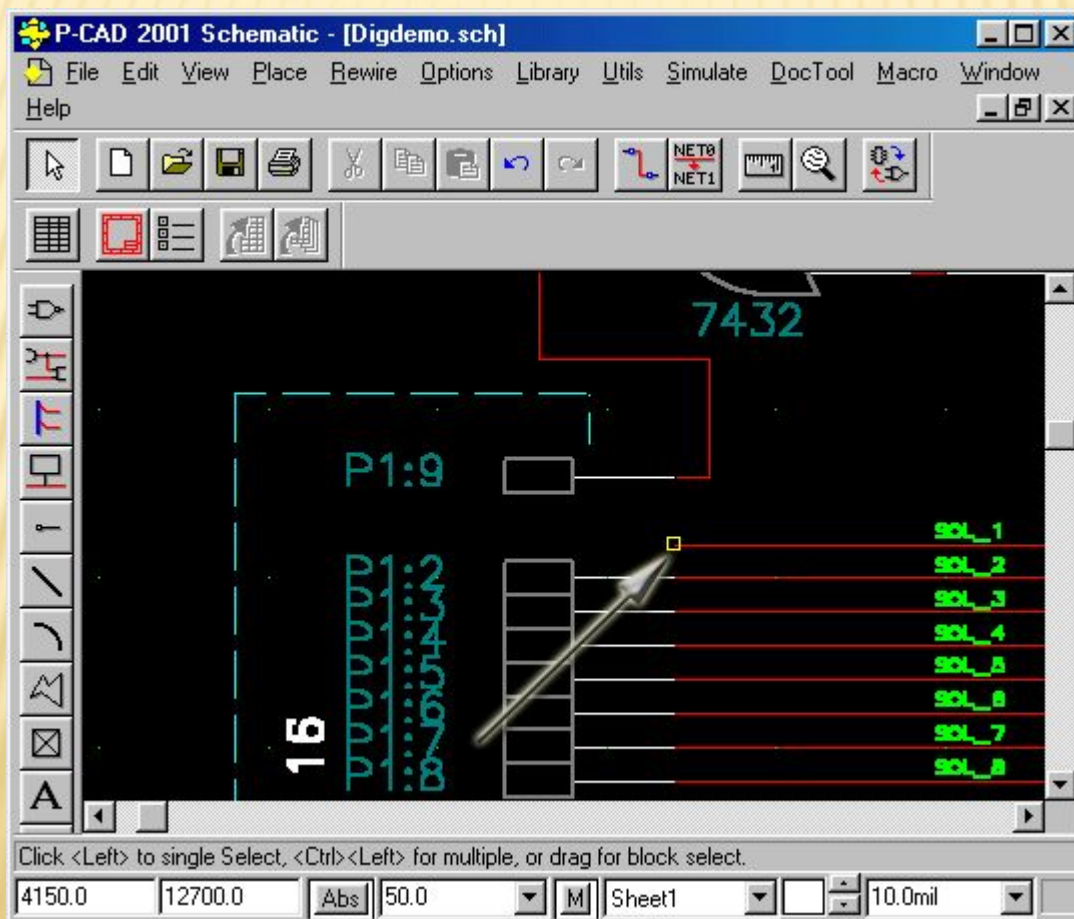 P-CAD 2001 Schematic - [Digdemo.sch]
File Edit View Place Rewire Options Library Utils Simulate DocTool Macro Window
Help
NET0
NET1
7432
P1:9
SOL_1
P1:2 SOL_2
P1:3 SOL_3
P1:4 SOL_4
P1:5 SOL_5
P1:6 SOL_6
P1:7 SOL_7
P1:8 SOL_8
1б
A
Click <Left> to single Select, <Ctrl><Left> for multiple, or drag for block select.
4150.0 12700.0 Abs 50.0 M Sheet1 10.0mil